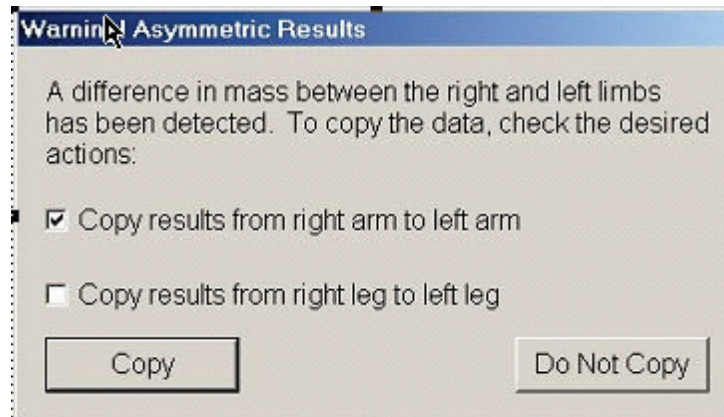 Warning! Asymmetric Results
A difference in mass between the right and left limbs
has been detected. To copy the data, check the desired
actions:
Copy results from right arm to left arm
Copy results from right leg to left leg
Copy
Do Not Copy